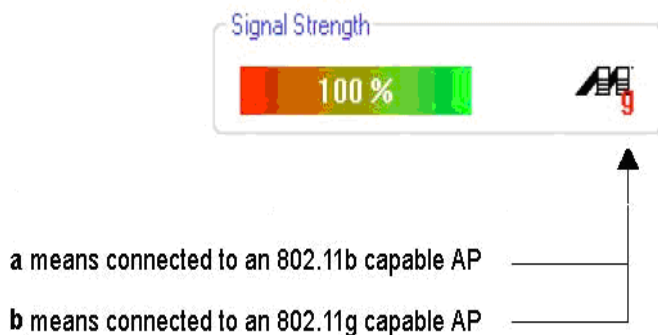 Signal Strength
100 %
g
a means connected to an 802.11b capable AP
b means connected to an 802.11g capable AP